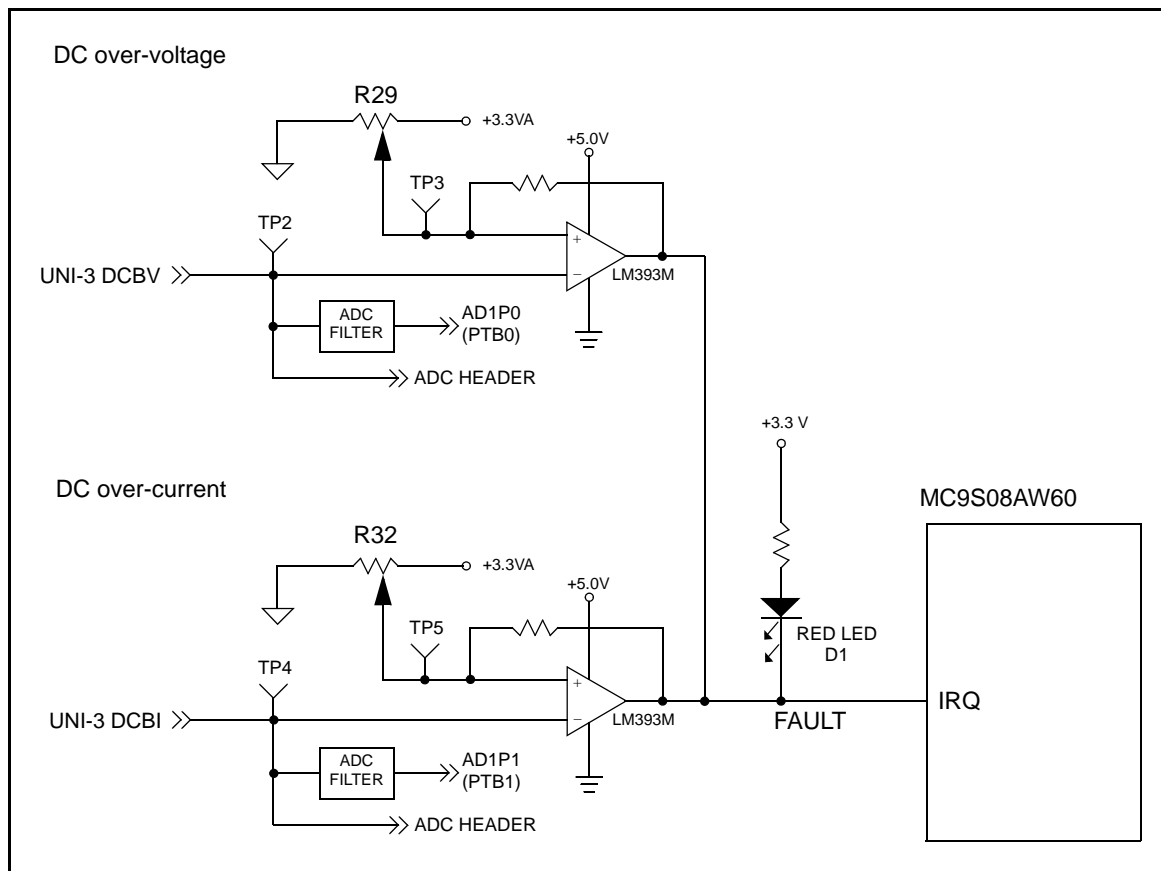 DC over-voltage
R29
+3.3VA
+5.0V
TP3
TP2
+
−
LM393M
UNI-3 DCBV
ADC
FILTER
AD1P0
(PTB0)
ADC HEADER
+3.3 V
DC over-current
MC9S08AW60
R32
+3.3VA
+5.0V
TP5
TP4
RED LED
D1
+
−
LM393M
UNI-3 DCBI
FAULT
IRQ
ADC
FILTER
AD1P1
(PTB1)
ADC HEADER